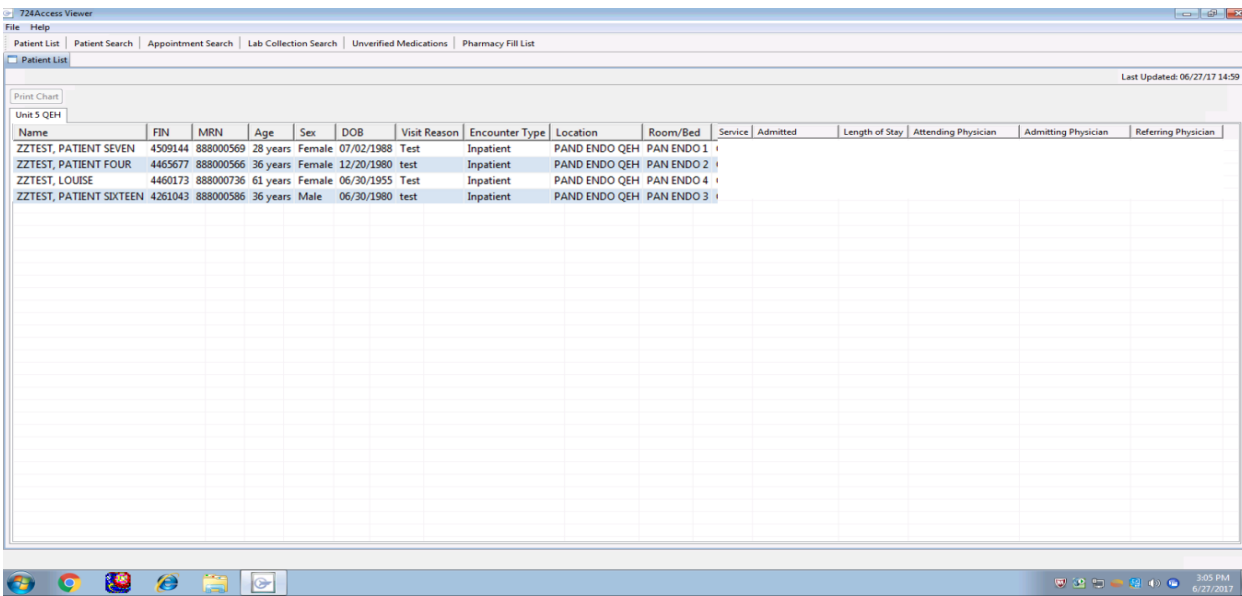 724Access Viewer
File Help
Patient List Patient Search Appointment Search Lab Collection Search Unverified Medications Pharmacy Fill List
Patient List
Last Updated: 06/27/17 14:59
Print Chart
Unit 5 QEH
Name FIN MRN Age Sex DOB Visit Reason Encounter Type Location Room/Bed Service Admitted Length of Stay Attending Physician Admitting Physician Referring Physician
ZZTEST, PATIENT SEVEN 4509144 888000569 28 years Female 07/02/1988 Test Inpatient PAND ENDO QEH PAN ENDO 1
ZZTEST, PATIENT FOUR 4465677 888000566 36 years Female 12/20/1980 test Inpatient PAND ENDO QEH PAN ENDO 2
ZZTEST, LOUISE 4460173 888000736 61 years Female 06/30/1955 Test Inpatient PAND ENDO QEH PAN ENDO 4
ZZTEST, PATIENT SIXTEEN 4261043 888000586 36 years Male 06/30/1980 test Inpatient PAND ENDO QEH PAN ENDO 3
3:05 PM
6/27/2017